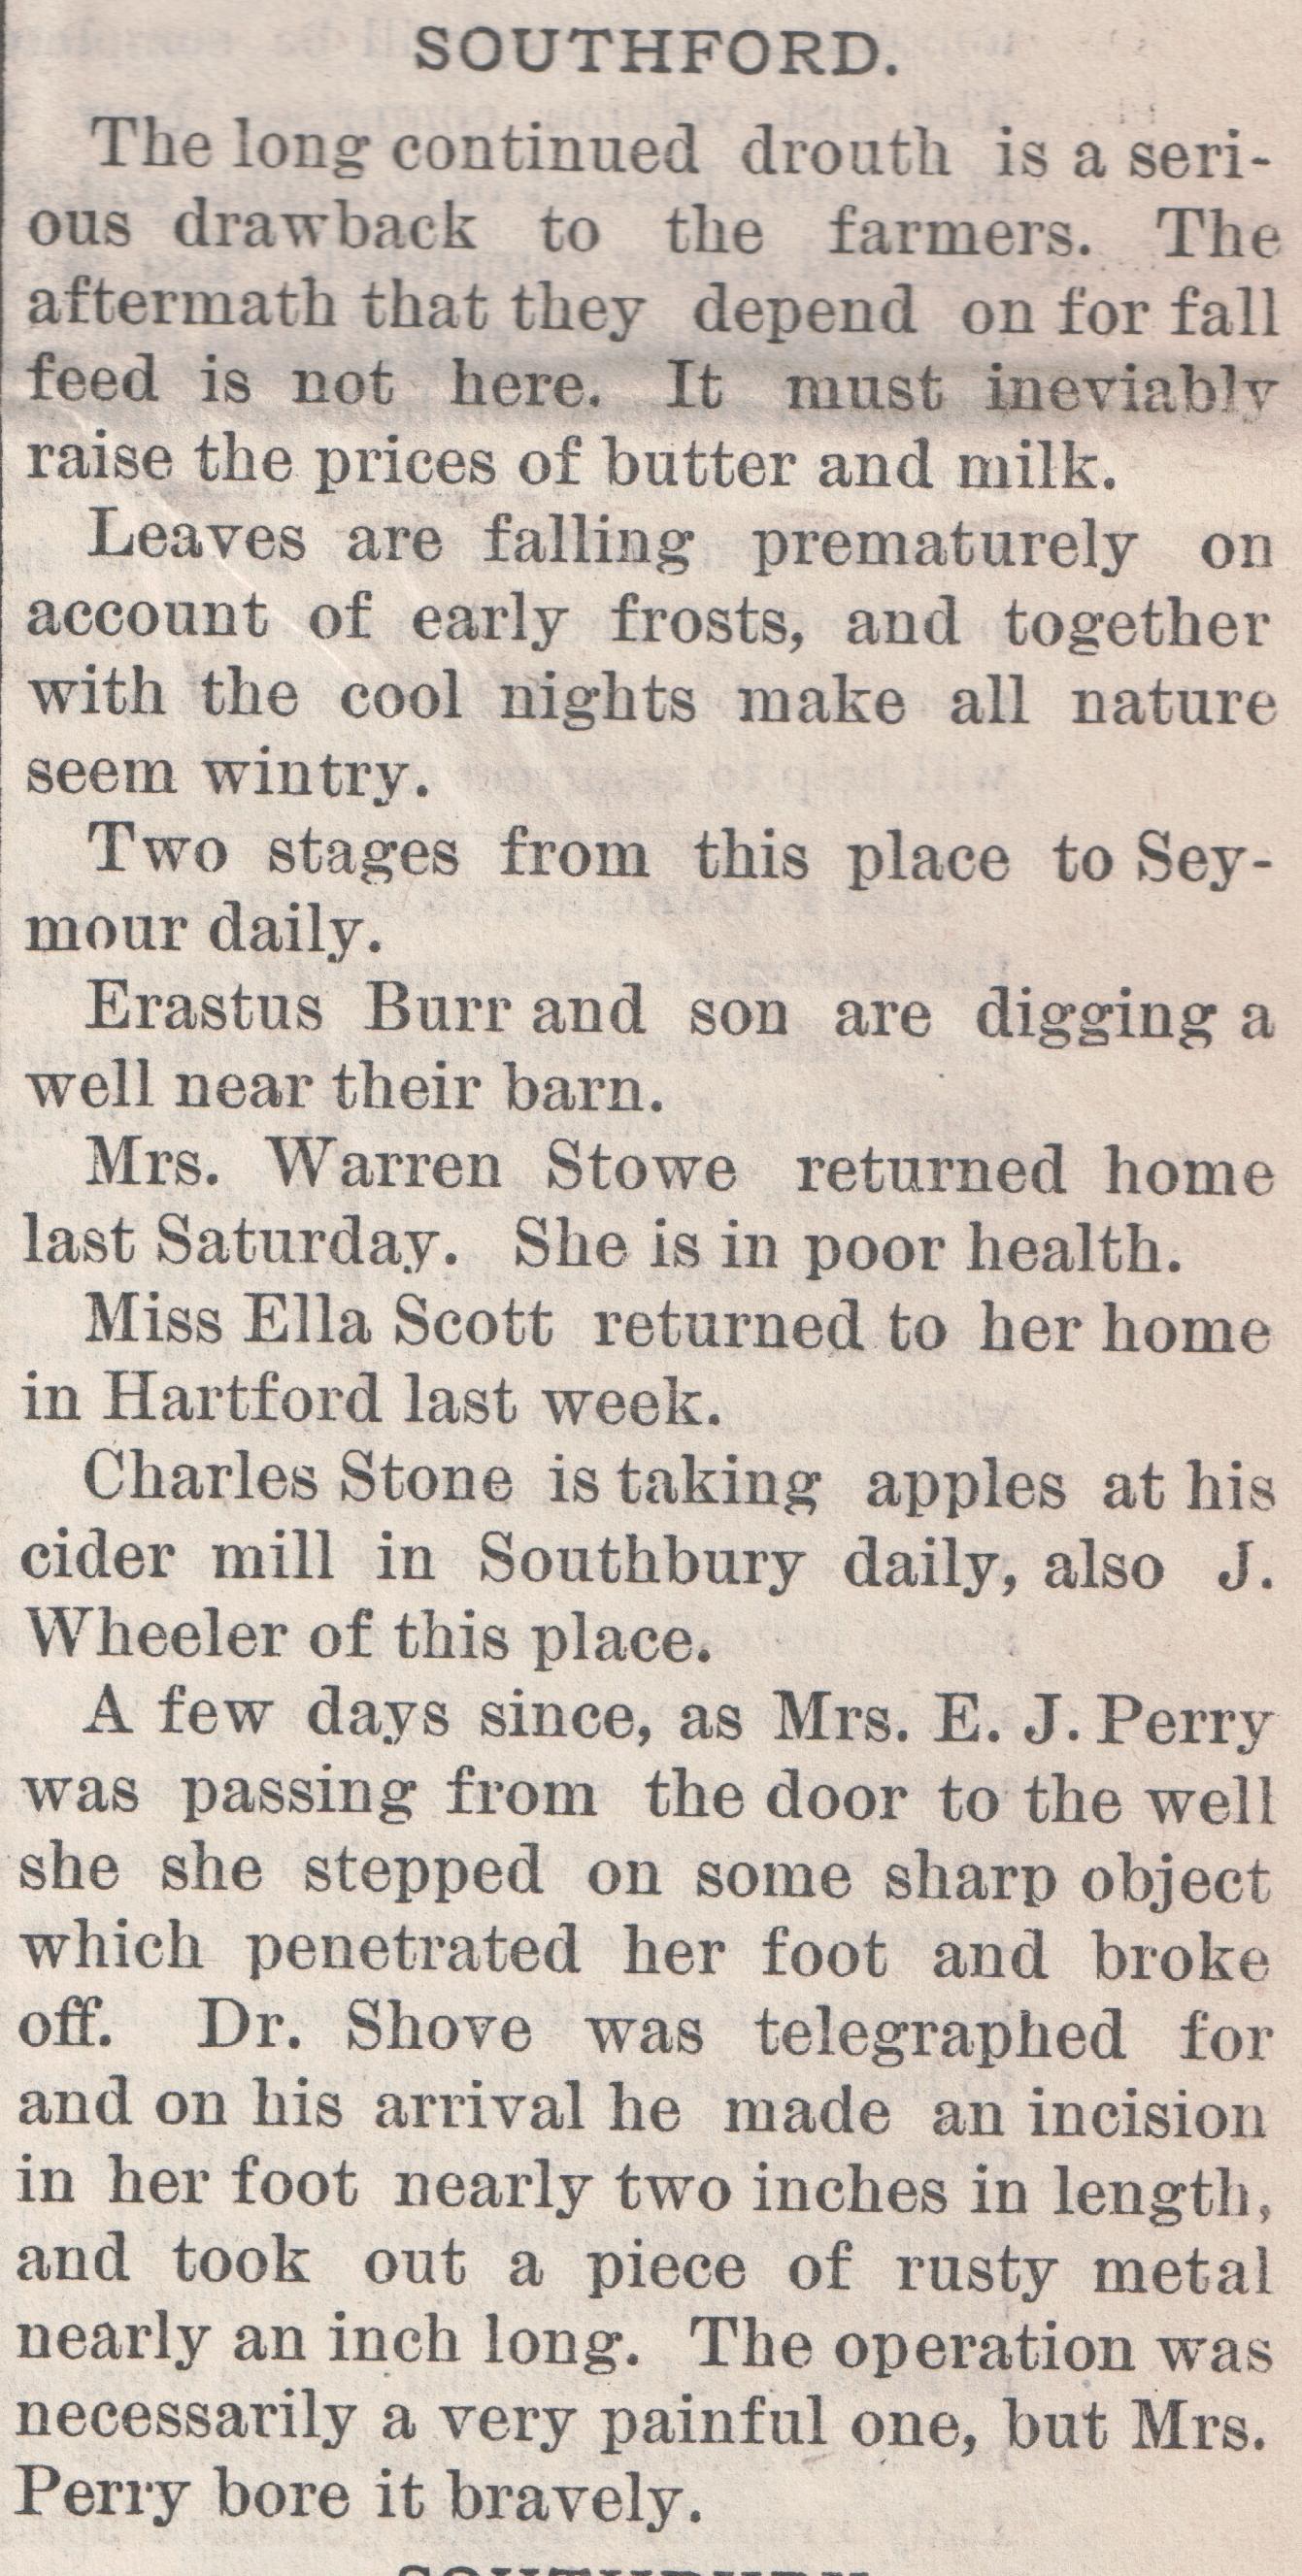 SOUTHFORD.
The long continued drouth is a seri-
ous drawback to the farmers. The
aftermath that they depend on for fall
feed is not here. It must ineviably
raise the prices of butter and milk.
Leaves are falling prematurely on
account of early frosts, and together
with the cool nights make all nature
seem wintry.
Two stages from this place to Sey-
mour daily.
Erastus Burr and son are digging a
well near their barn.
Mrs. Warren Stowe returned home
last Saturday. She is in poor health.
Miss Ella Scott returned to her home
in Hartford last week.
Charles Stone is taking apples at his
cider mill in Southbury daily, also J.
Wheeler of this place.
A few days since, as Mrs. E. J. Perry
was passing from the door to the well
she she stepped on some sharp object
which penetrated her foot and broke
off. Dr. Shove was telegraphed for
and on his arrival he made an incision
in her foot nearly two inches in length,
and took out a piece of rusty metal
nearly an inch long. The operation was
necessarily a very painful one, but Mrs.
Perry bore it bravely.